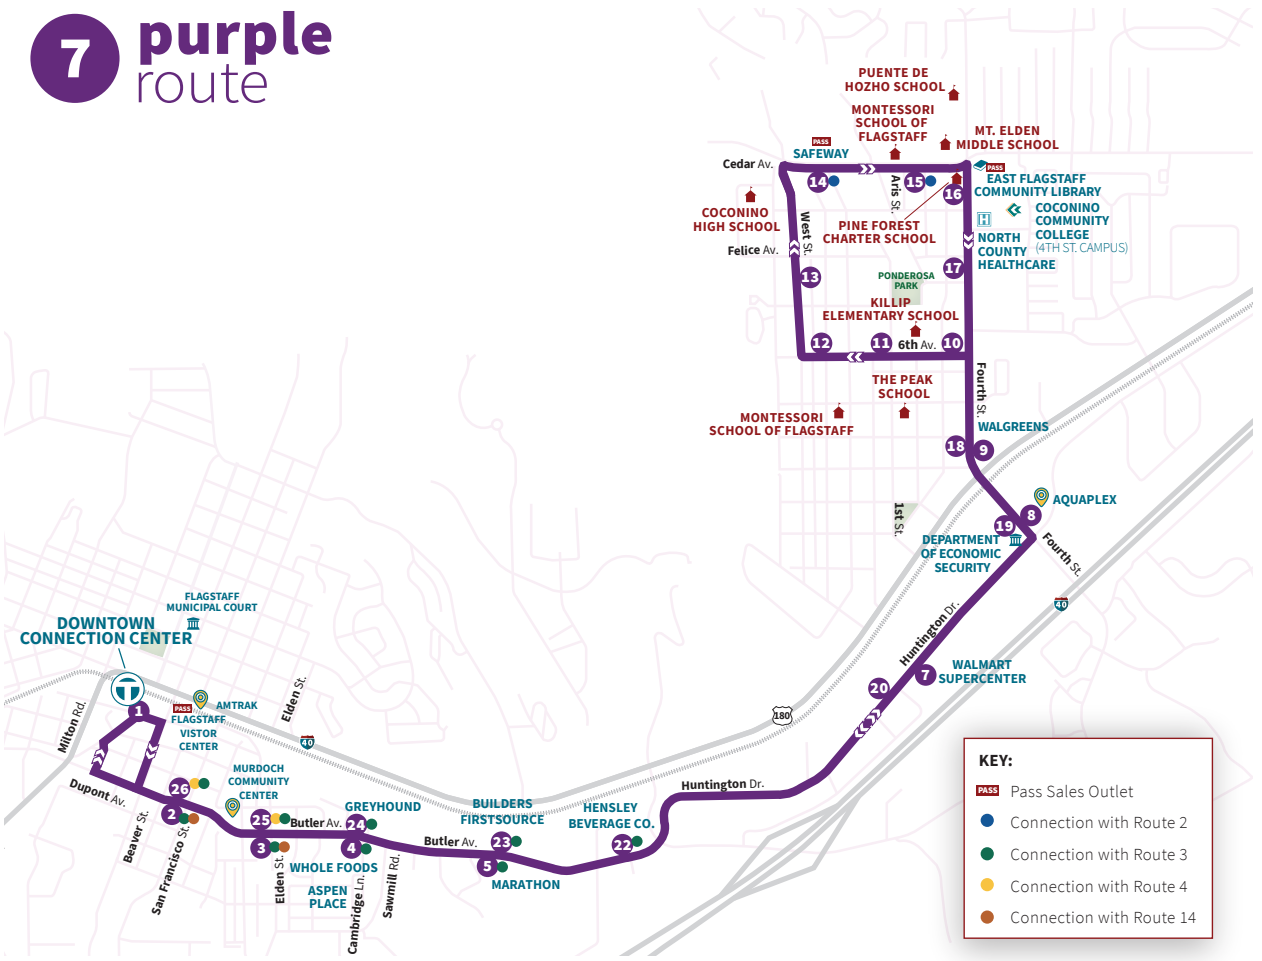 7
purple
route
PUENTE DE
HOZHO SCHOOL
MONTESSORI
SCHOOL OF
FLAGSTAFF
MT. ELDEN
MIDDLE SCHOOL
PASS
SAFEWAY
Cedar Av.
14
15
Aris St.
16
PASS
EAST FLAGSTAFF
COMMUNITY LIBRARY
COCONINO
HIGH SCHOOL
West St.
PINE FOREST
CHARTER SCHOOL
H
COCONINO
COMMUNITY
COLLEGE
(4TH ST. CAMPUS)
NORTH
COUNTY
HEALTHCARE
Felice Av.
13
17
PONDEROSA
PARK
KILLIP
ELEMENTARY SCHOOL
12
11
6th Av.
10
THE PEAK
SCHOOL
Fourth St.
MONTESSORI
SCHOOL OF FLAGSTAFF
WALGREENS
18
9
AQUAPLEX
1st St.
19
8
DEPARTMENT
OF ECONOMIC
SECURITY
Fourth St.
40
FLAGSTAFF
MUNICIPAL COURT
DOWNTOWN
CONNECTION CENTER
Huntington Dr.
7
WALMART
SUPERCENTER
20
180
Elden St.
AMTRAK
PASS
FLAGSTAFF
VISTOR
CENTER
1
Milton Rd.
40
Dupont Av.
MURDOCH
COMMUNITY
CENTER
26
2
Beaver St.
San Francisco St.
25
3
Elden St.
Butler Av.
GREYHOUND
24
4
WHOLE FOODS
ASPEN
PLACE
Cambridge Ln.
Sawmill Rd.
Butler Av.
BUILDERS
FIRSTSOURCE
23
5
MARATHON
HENSLEY
BEVERAGE CO.
22
Huntington Dr.
KEY:
PASS Pass Sales Outlet
Connection with Route 2
Connection with Route 3
Connection with Route 4
Connection with Route 14